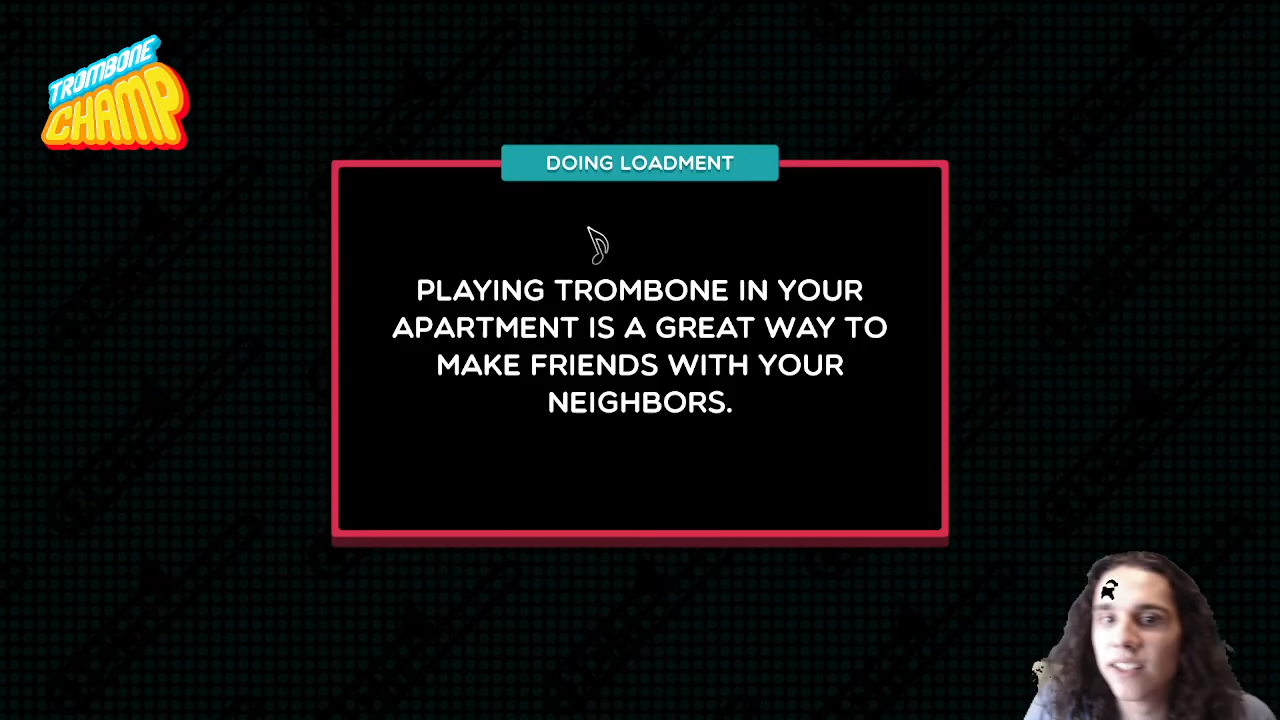 TROMBONE
CHAMP
DOING LOADMENT
PLAYING TROMBONE IN YOUR
APARTMENT IS A GREAT WAY TO
MAKE FRIENDS WITH YOUR
NEIGHBORS.